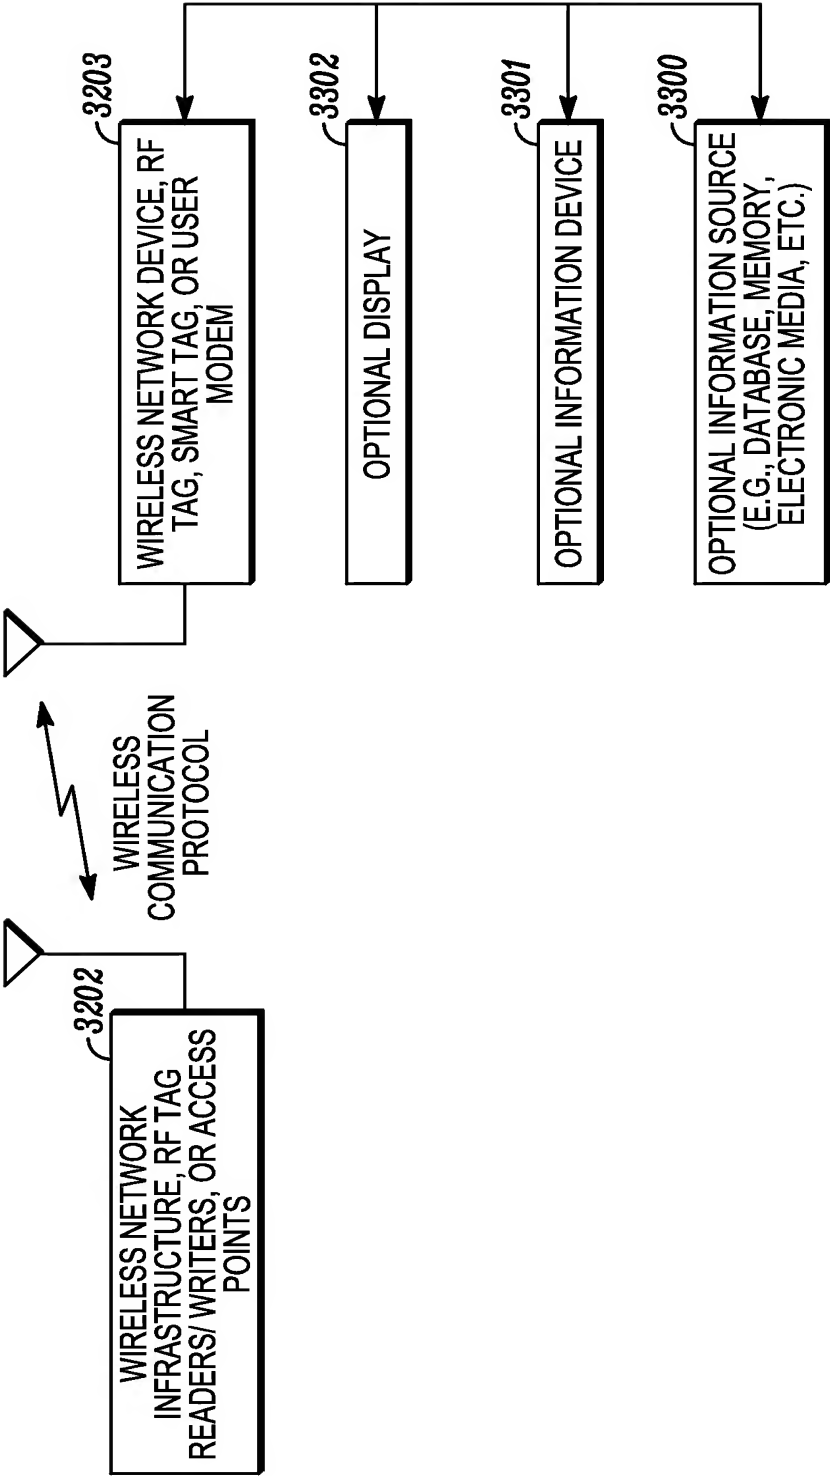 3202
WIRELESS NETWORK
INFRASTRUCTURE, RF TAG
READERS/ WRITERS, OR ACCESS
POINTS
WIRELESS
COMMUNICATION
PROTOCOL
3203
WIRELESS NETWORK DEVICE, RF
TAG, SMART TAG, OR USER
MODEM
3302
OPTIONAL DISPLAY
3301
OPTIONAL INFORMATION DEVICE
3300
OPTIONAL INFORMATION SOURCE
(E.G., DATABASE, MEMORY,
ELECTRONIC MEDIA, ETC.)